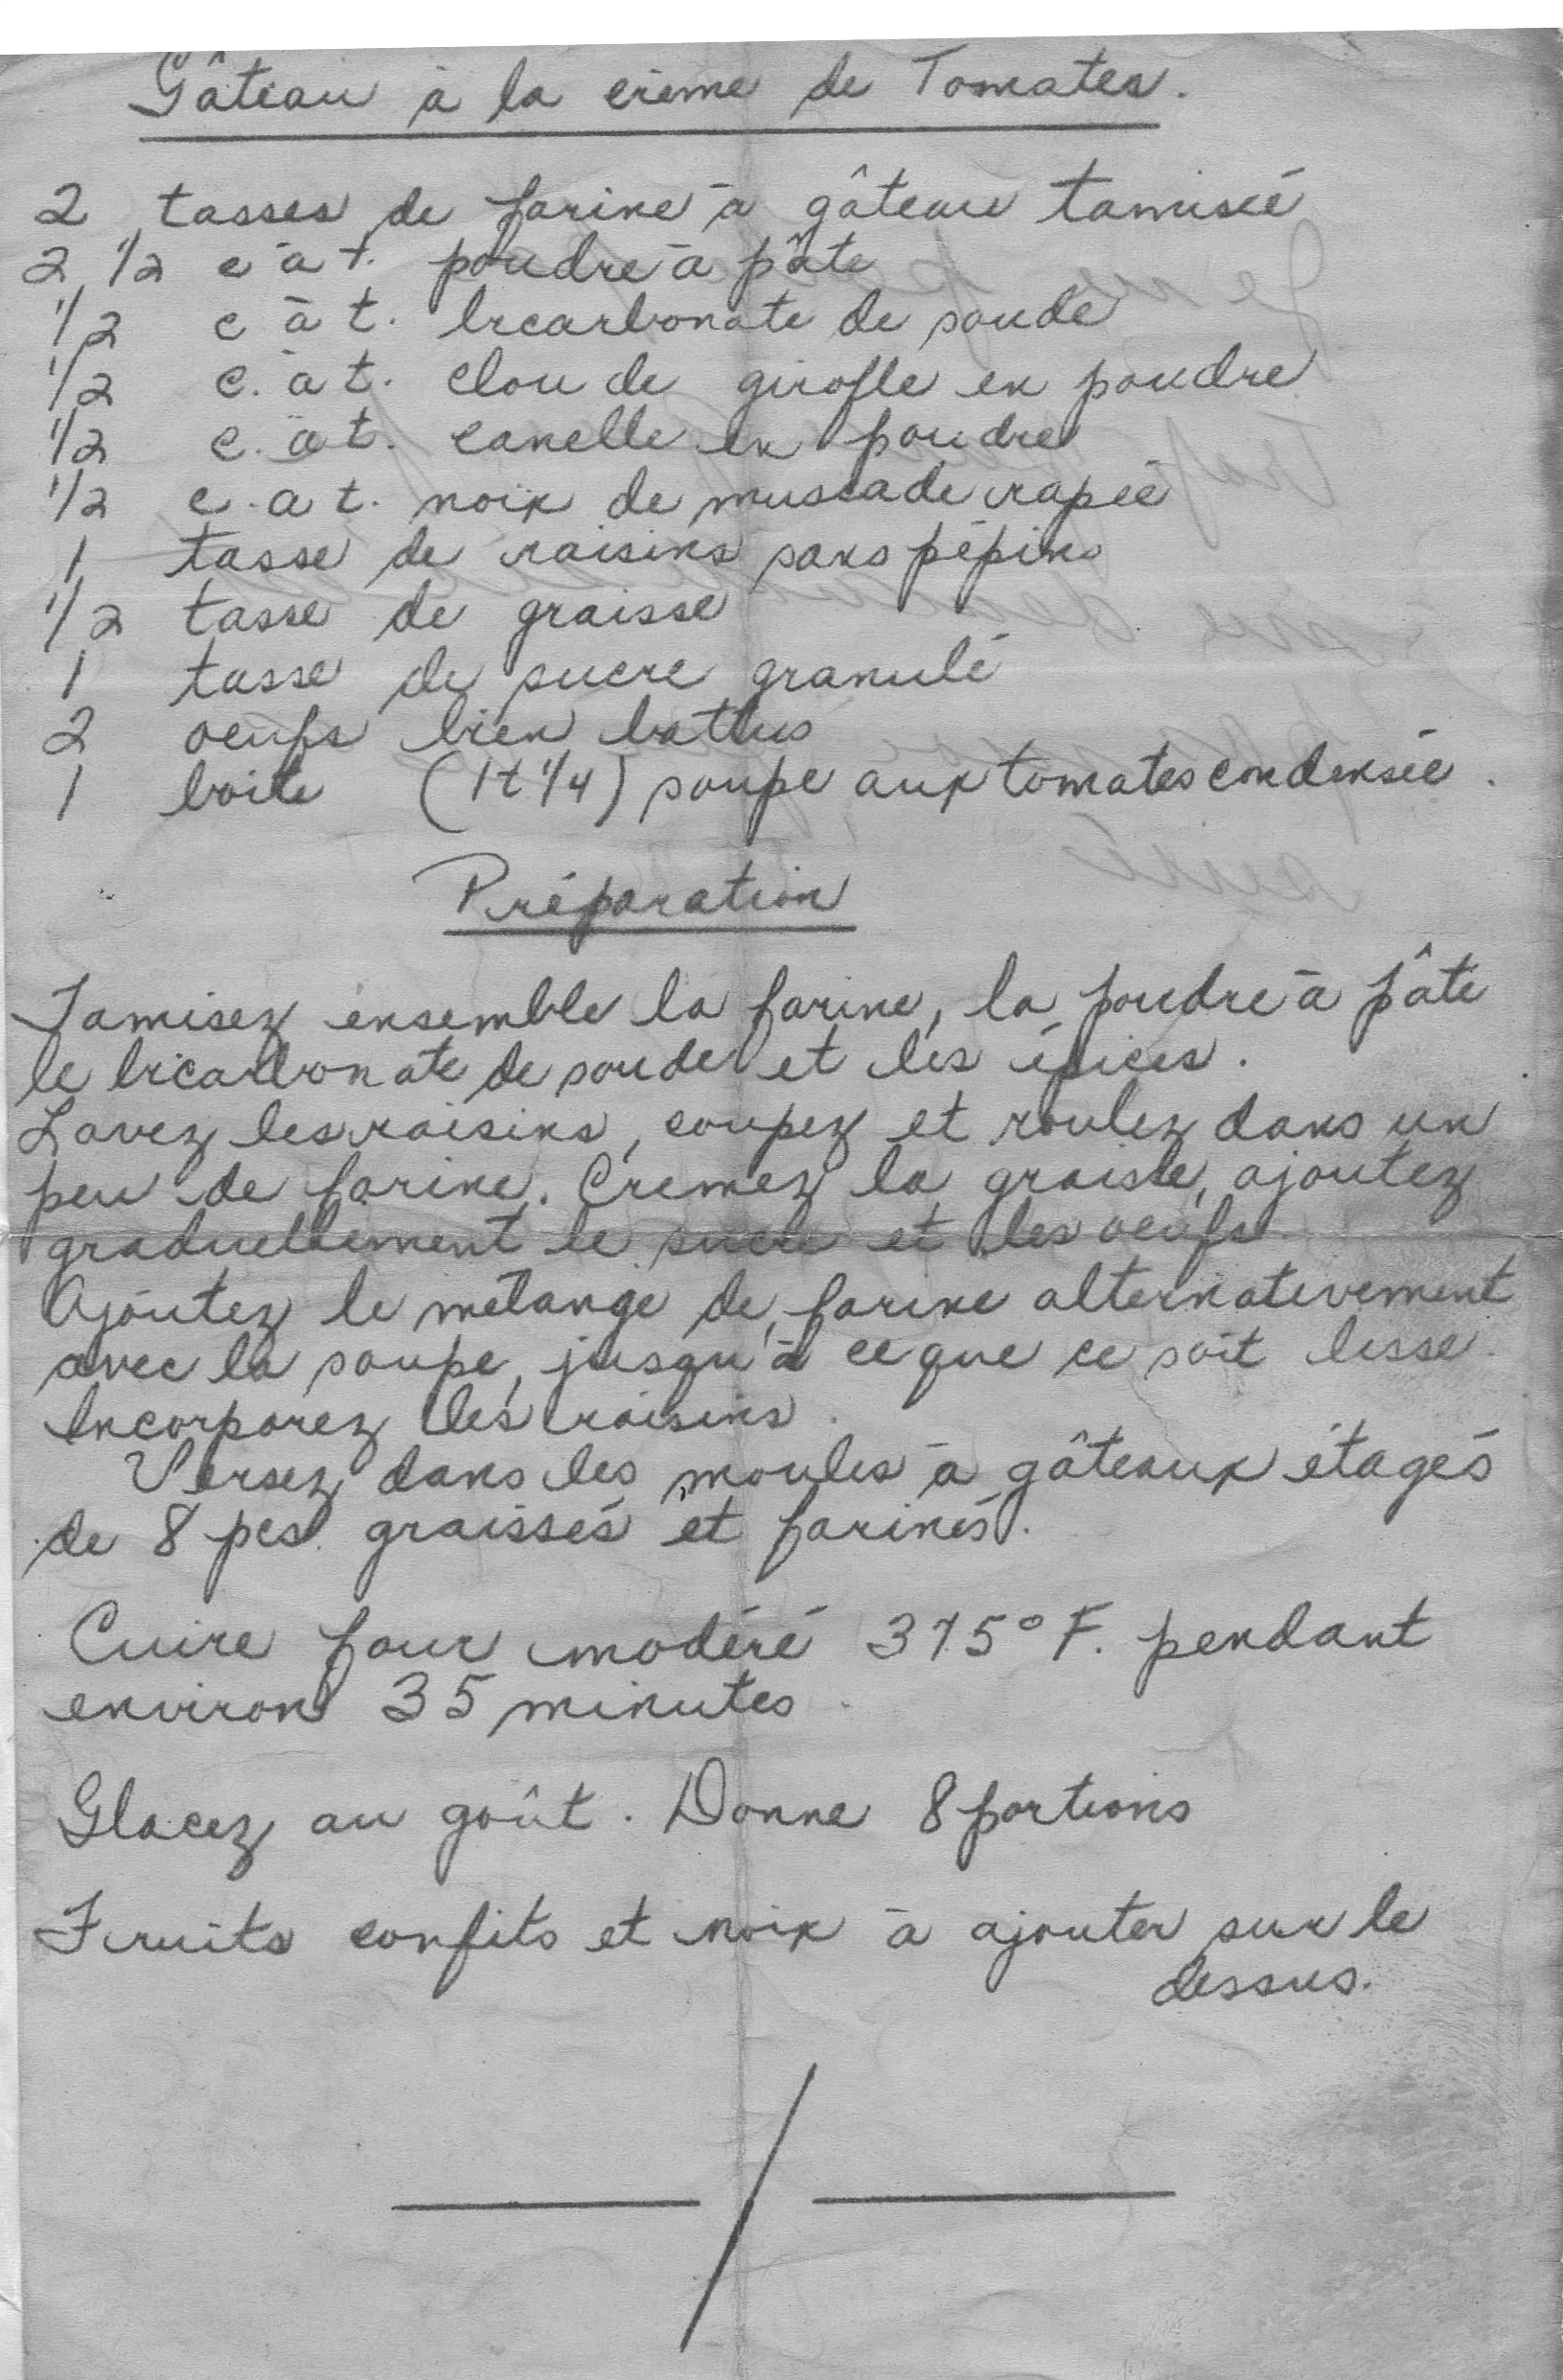 Gâteau à la crème de Tomates.
2 tasses de farine à gâteau tamisée
2 1/2 c à t. poudre à pâte
1/2 c à t. bicarbonate de soude
1/2 c. à t. clou de girofle en poudre
1/2 c. à t. canelle en poudre
1/2 c. a t. noix de muscade rapée
1 tasse de raisins sans pépins
1/2 tasse de graisse
1 tasse de sucre granulé
2 oeufs bien battus
1 boite (1t 1/4) soupe aux tomates condensée.
Préparation
Tamisez ensemble la farine, la poudre à pâte
le bicarbonate de soude et les épices.
Lavez les raisins, coupez et roulez dans un
peu de farine. Crémez la graisse, ajoutez
graduellement le sucre et les oeufs.
Ajoutez le mélange de farine alternativement
avec la soupe, jusqu'à ce que ce soit lisse.
Incorporez les raisins.
Versez dans les moules à gâteaux étagés
de 8 pcs. graissés et farinés.
Cuire four modéré 375° F. pendant
environ 35 minutes.
Glacez au goût. Donne 8 portions
Fruits confits et noix à ajouter sur le
dessus.